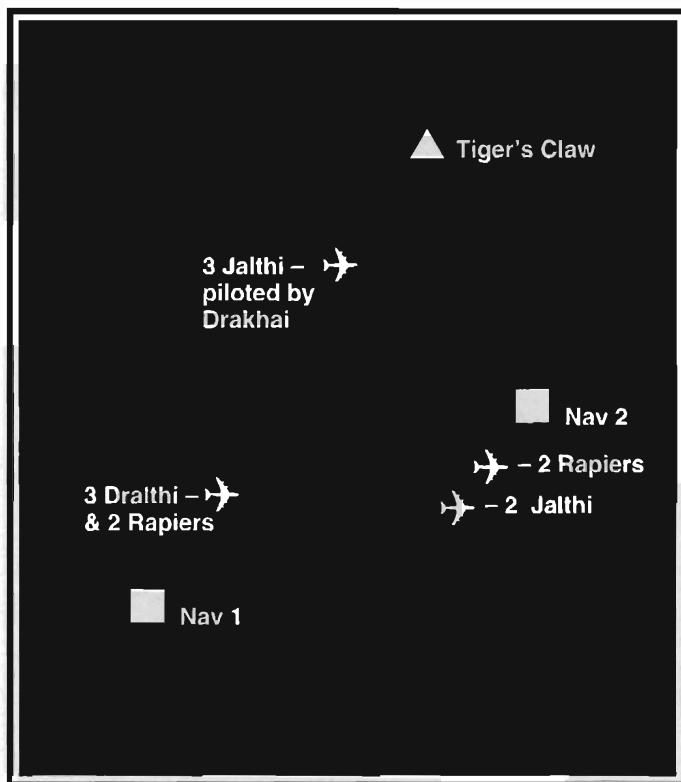 Tiger's Claw
3 Jalthi –
piloted by
Drakhai
Nav 2
– 2 Rapiers
3 Dralthi –
& 2 Rapiers
– 2 Jalthi
Nav 1